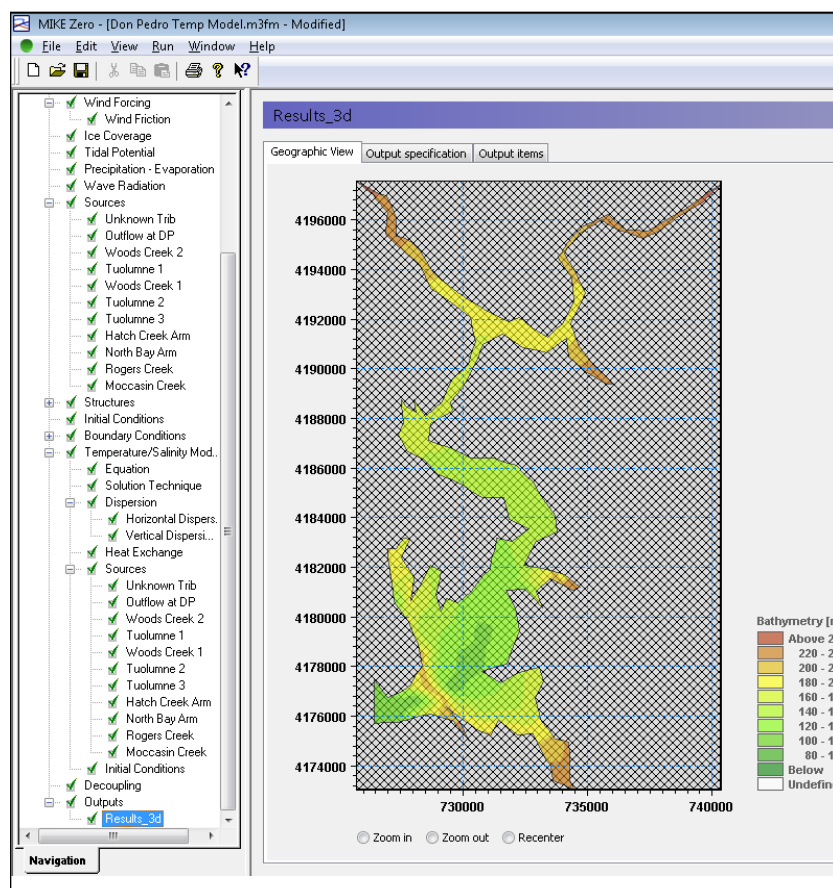 MIKE Zero - [Don Pedro Temp Model.m3fm - Modified]
File Edit View Run Window Help
Wind Forcing
Wind Friction
Ice Coverage
Tidal Potential
Precipitation - Evaporation
Wave Radiation
Sources
Unknown Trib
Outflow at DP
Woods Creek 2
Tuolumne 1
Woods Creek 1
Tuolumne 2
Tuolumne 3
Hatch Creek Arm
North Bay Arm
Rogers Creek
Moccasin Creek
Structures
Initial Conditions
Boundary Conditions
Temperature/Salinity Mod..
Equation
Solution Technique
Dispersion
Horizontal Dispers.
Vertical Dispersi...
Heat Exchange
Sources
Unknown Trib
Outflow at DP
Woods Creek 2
Tuolumne 1
Woods Creek 1
Tuolumne 2
Tuolumne 3
Hatch Creek Arm
North Bay Arm
Rogers Creek
Moccasin Creek
Initial Conditions
Decoupling
Outputs
Results_3d
Navigation
Results_3d
Geographic View Output specification Output items
4196000
4194000
4192000
4190000
4188000
4186000
4184000
4182000
4180000
4178000
4176000
4174000
730000 735000 740000
Bathymetry [
Above 2
220 - 2
200 - 2
180 - 2
160 - 1
140 - 1
120 - 1
100 - 1
80 - 1
Below
Undefine
Zoom in Zoom out Recenter